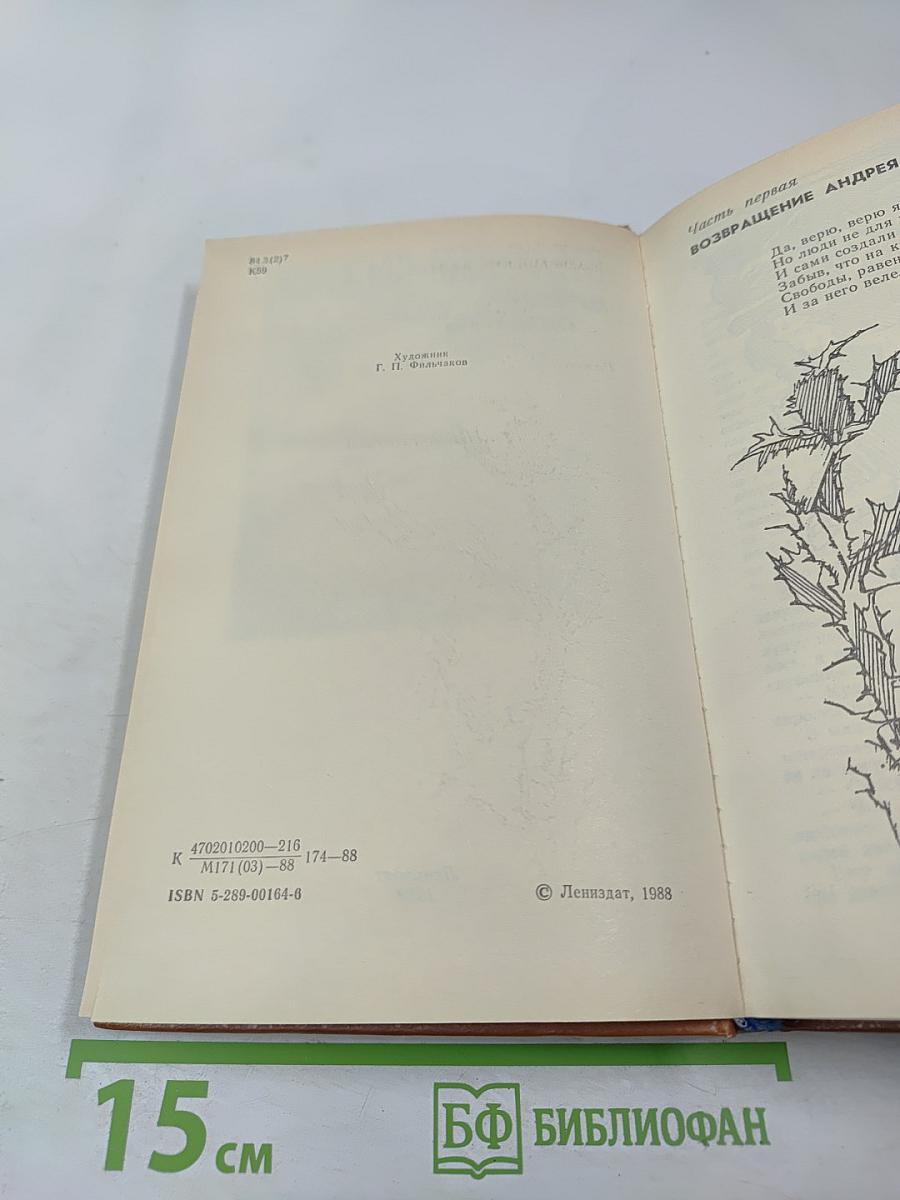 84.3(2)7
К59
Художник
Г. П. Фильчаков
К 4702010200—216
М171(03)—88 174—88
ISBN 5-289-00164-6
© Лениздат, 1988
Часть первая
ВОЗВРАЩЕНИЕ АНДРЕЯ
Да, верю, верю я
Но люди не для
И сами создали
Забыв, что на к
Свободы, равен
И за него веле
15 см
БФ БИБЛИОФАН